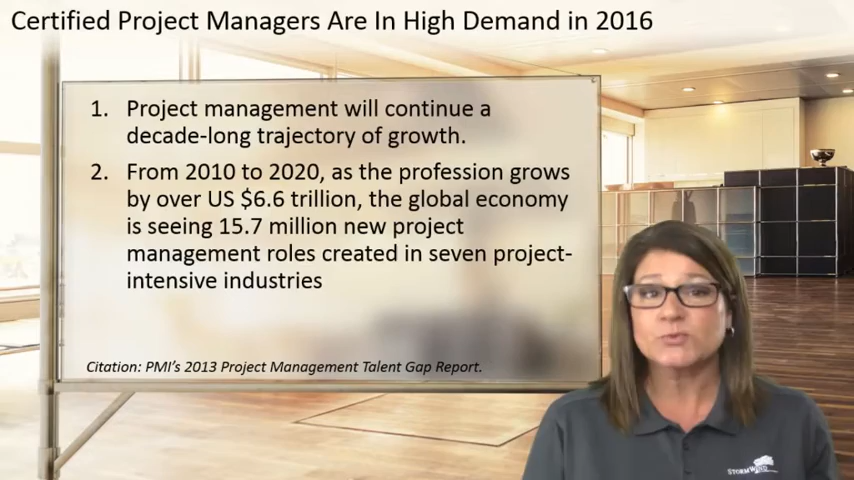 Certified Project Managers Are In High Demand in 2016
1. Project management will continue a
decade-long trajectory of growth.
2. From 2010 to 2020, as the profession grows
by over US $6.6 trillion, the global economy
is seeing 15.7 million new project
management roles created in seven project-
intensive industries
Citation: PMI's 2013 Project Management Talent Gap Report.
STORMWIND